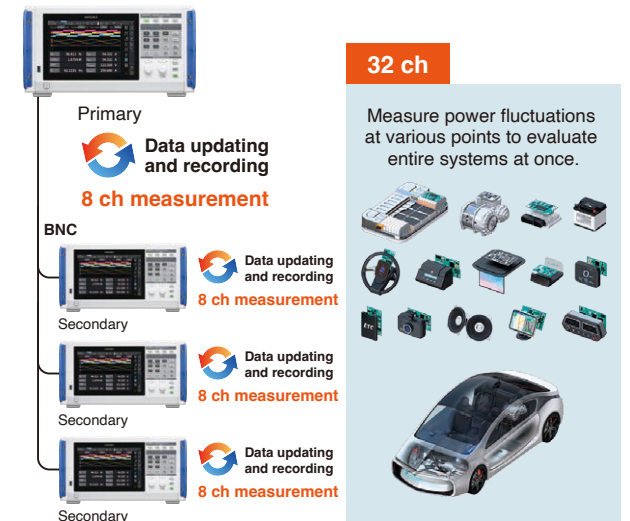 Primary
Data updating
and recording
8 ch measurement
BNC
Data updating
and recording
8 ch measurement
Secondary
Data updating
and recording
8 ch measurement
Secondary
Data updating
and recording
8 ch measurement
Secondary
32 ch
Measure power fluctuations
at various points to evaluate
entire systems at once.
ETC